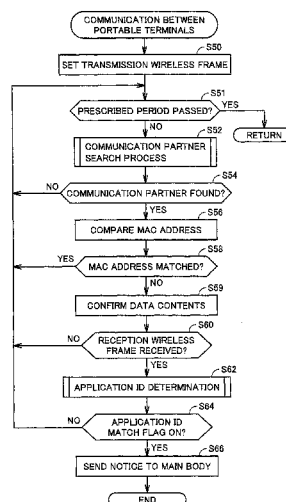 COMMUNICATION BETWEEN
PORTABLE TERMINALS
S50
SET TRANSMISSION WIRELESS FRAME
S51
PRESCRIBED PERIOD PASSED?
YES
RETURN
NO
S52
COMMUNICATION PARTNER
SEARCH PROCESS
S54
NO
COMMUNICATION PARTNER FOUND?
YES
S56
COMPARE MAC ADDRESS
S58
YES
MAC ADDRESS MATCHED?
NO
S59
CONFIRM DATA CONTENTS
S60
NO
RECEPTION WIRELESS
FRAME RECEIVED?
YES
S62
APPLICATION ID DETERMINATION
S64
NO
APPLICATION ID
MATCH FLAG ON?
YES
S66
SEND NOTICE TO MAIN BODY
END